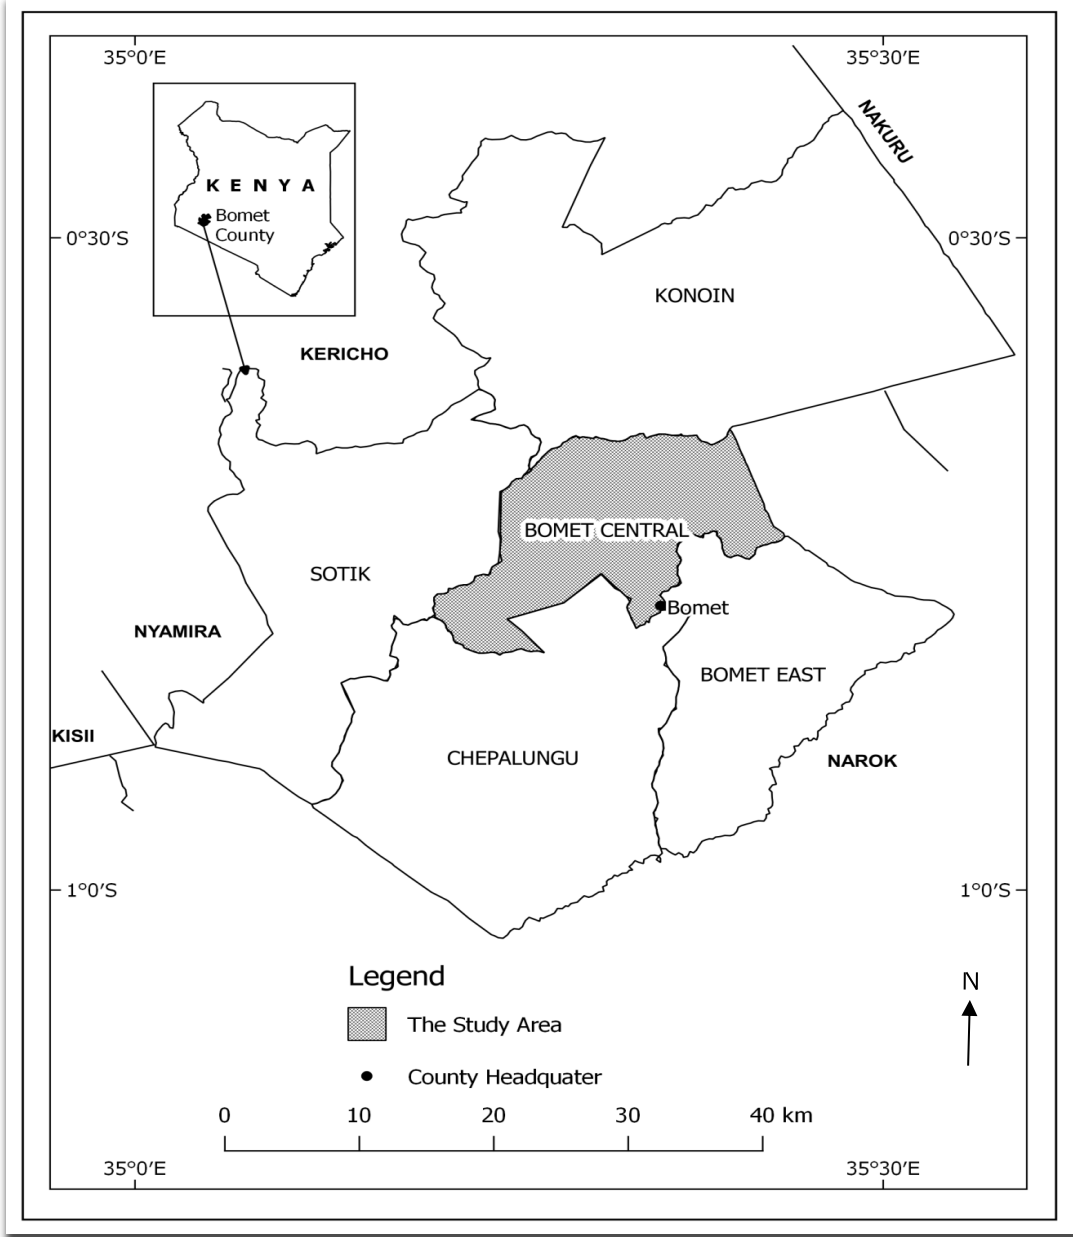 35°0′E
35°30′E
NAKURU
K E N Y A
Bomet
County
0°30′S
0°30′S
KONOIN
KERICHO
BOMET CENTRAL
SOTIK
Bomet
NYAMIRA
BOMET EAST
KISII
CHEPALUNGU
NAROK
1°0′S
1°0′S
Legend
N
The Study Area
County Headquater
0 10 20 30 40 km
35°0′E
35°30′E